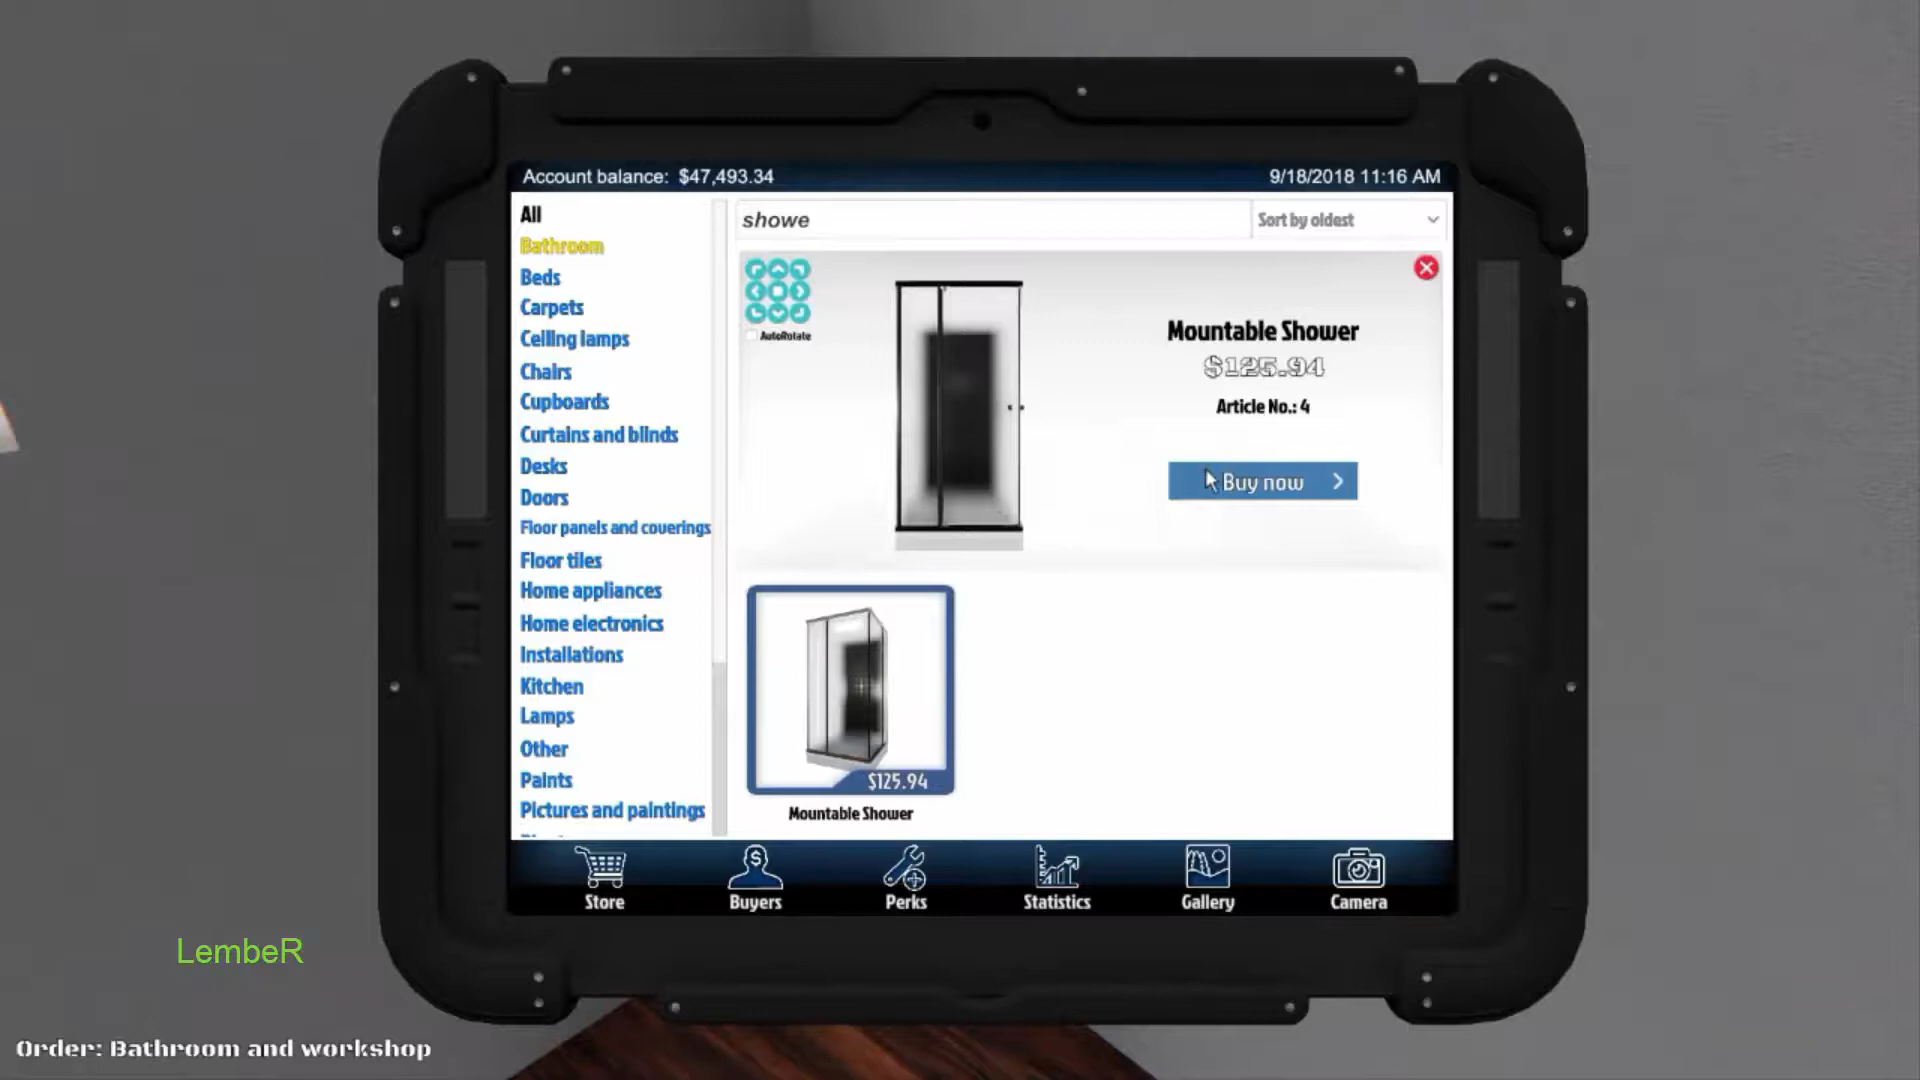 Account balance: $47,493.34
9/18/2018 11:16 AM
All
Bathroom
Beds
Carpets
Ceiling lamps
Chairs
Cupboards
Curtains and blinds
Desks
Doors
Floor panels and coverings
Floor tiles
Home appliances
Home electronics
Installations
Kitchen
Lamps
Other
Paints
Pictures and paintings
showe
Sort by oldest
AutoRotate
Mountable Shower
$125.94
Article No.: 4
Buy now
$125.94
Mountable Shower
Store
Buyers
Perks
Statistics
Gallery
Camera
LembeR
Order: Bathroom and workshop